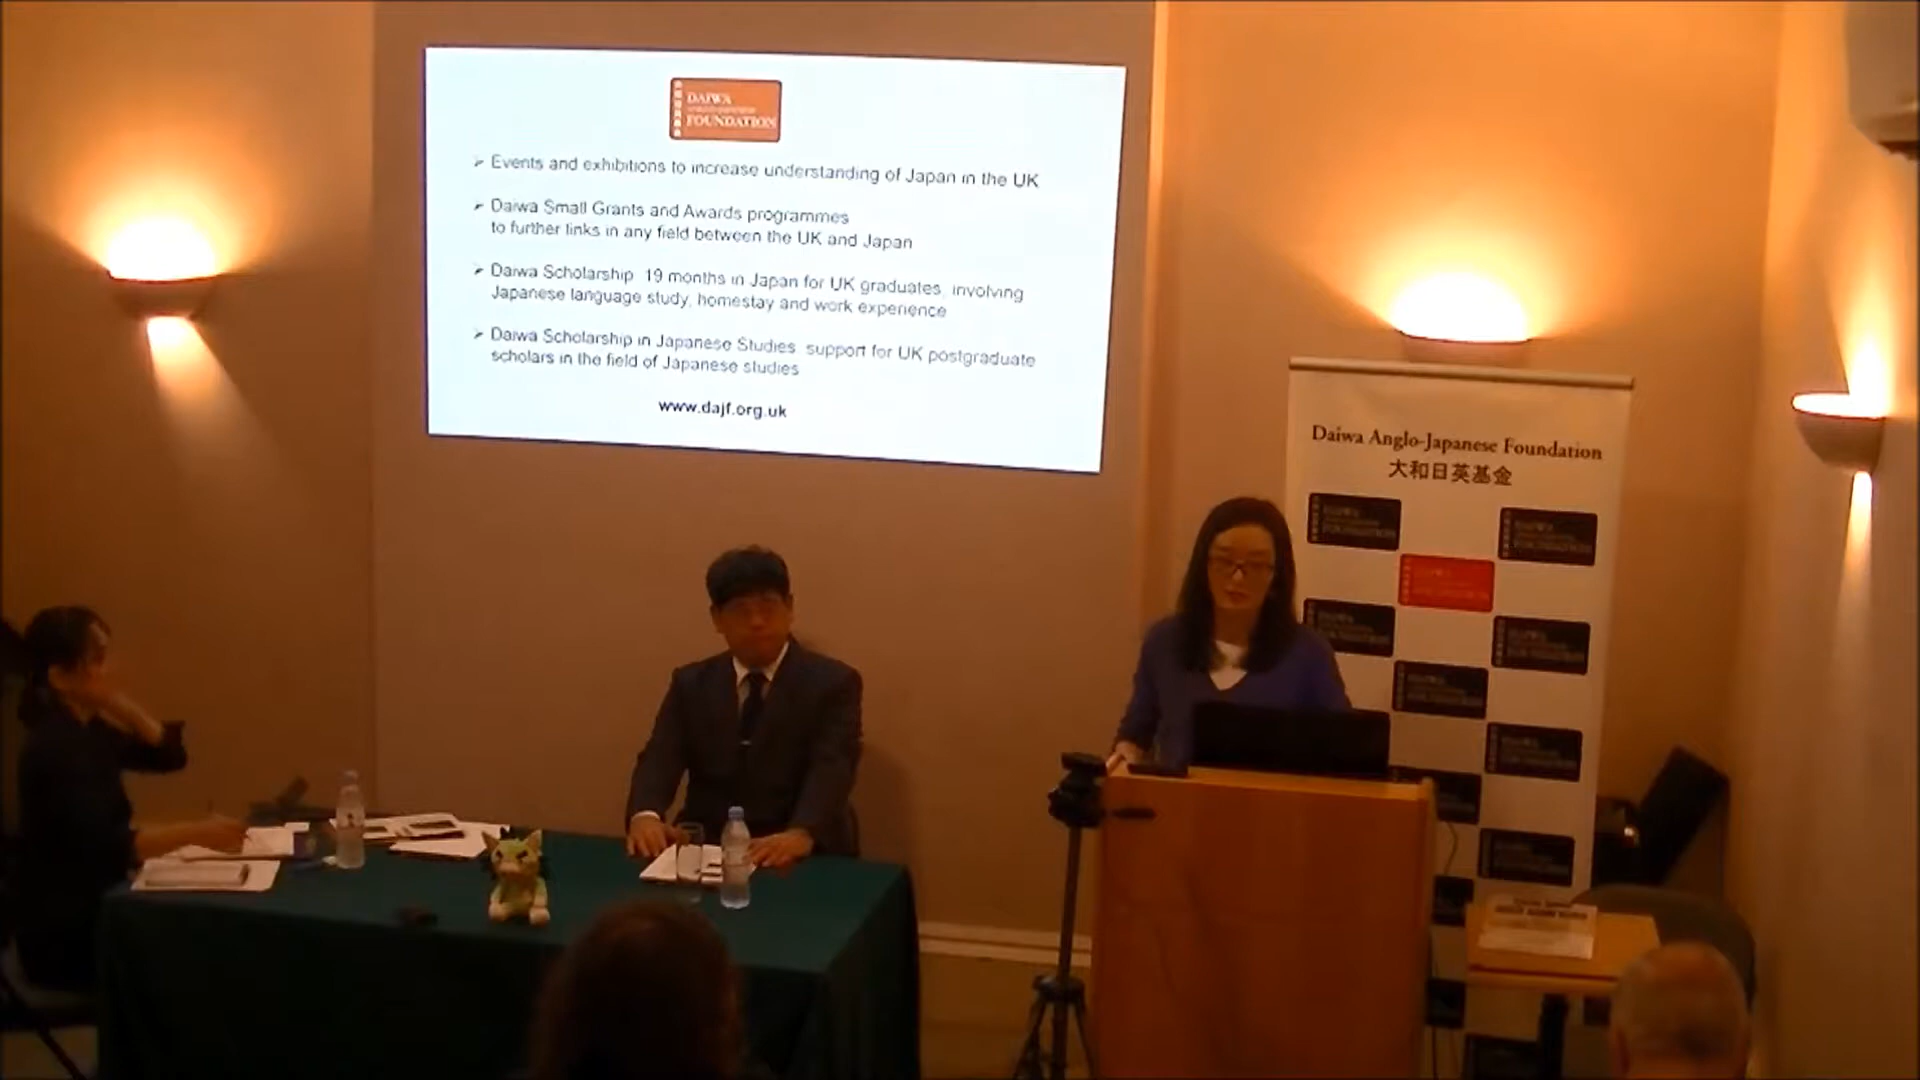 DAIWA
FOUNDATION
➢ Events and exhibitions to increase understanding of Japan in the UK
➢ Daiwa Small Grants and Awards programmes
to further links in any field between the UK and Japan
➢ Daiwa Scholarship 19 months in Japan for UK graduates, involving
Japanese language study, homestay and work experience
➢ Daiwa Scholarship in Japanese Studies support for UK postgraduate
scholars in the field of Japanese studies
www.dajf.org.uk
Daiwa Anglo-Japanese Foundation
大和日英基金